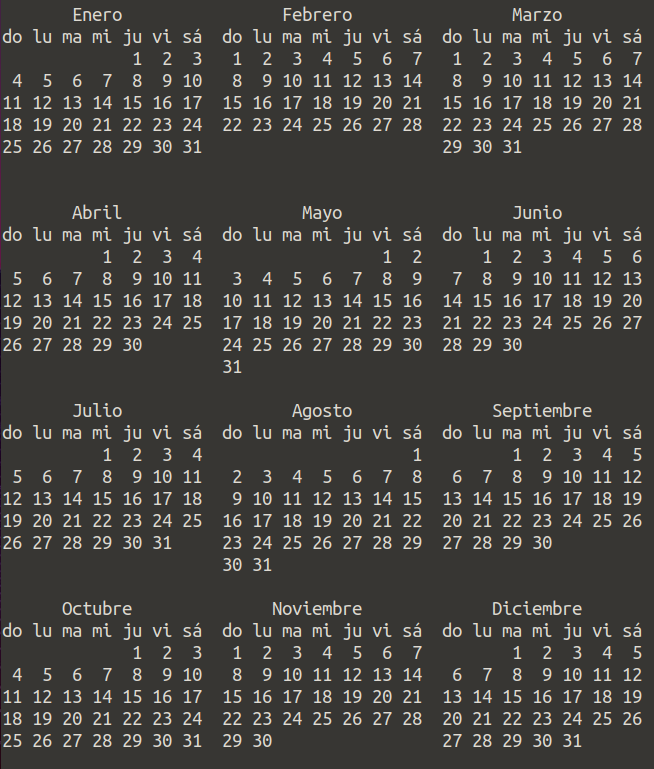 Enero Febrero Marzo
do lu ma mi ju vi sá do lu ma mi ju vi sá do lu ma mi ju vi sá
1 2 3 1 2 3 4 5 6 7 1 2 3 4 5 6 7
4 5 6 7 8 9 10 8 9 10 11 12 13 14 8 9 10 11 12 13 14
11 12 13 14 15 16 17 15 16 17 18 19 20 21 15 16 17 18 19 20 21
18 19 20 21 22 23 24 22 23 24 25 26 27 28 22 23 24 25 26 27 28
25 26 27 28 29 30 31 29 30 31
Abril Mayo Junio
do lu ma mi ju vi sá do lu ma mi ju vi sá do lu ma mi ju vi sá
1 2 3 4 1 2 1 2 3 4 5 6
5 6 7 8 9 10 11 3 4 5 6 7 8 9 7 8 9 10 11 12 13
12 13 14 15 16 17 18 10 11 12 13 14 15 16 14 15 16 17 18 19 20
19 20 21 22 23 24 25 17 18 19 20 21 22 23 21 22 23 24 25 26 27
26 27 28 29 30 24 25 26 27 28 29 30 28 29 30
31
Julio Agosto Septiembre
do lu ma mi ju vi sá do lu ma mi ju vi sá do lu ma mi ju vi sá
1 2 3 4 1 1 2 3 4 5
5 6 7 8 9 10 11 2 3 4 5 6 7 8 6 7 8 9 10 11 12
12 13 14 15 16 17 18 9 10 11 12 13 14 15 13 14 15 16 17 18 19
19 20 21 22 23 24 25 16 17 18 19 20 21 22 20 21 22 23 24 25 26
26 27 28 29 30 31 23 24 25 26 27 28 29 27 28 29 30
30 31
Octubre Noviembre Diciembre
do lu ma mi ju vi sá do lu ma mi ju vi sá do lu ma mi ju vi sá
1 2 3 1 2 3 4 5 6 7 1 2 3 4 5
4 5 6 7 8 9 10 8 9 10 11 12 13 14 6 7 8 9 10 11 12
11 12 13 14 15 16 17 15 16 17 18 19 20 21 13 14 15 16 17 18 19
18 19 20 21 22 23 24 22 23 24 25 26 27 28 20 21 22 23 24 25 26
25 26 27 28 29 30 31 29 30 27 28 29 30 31